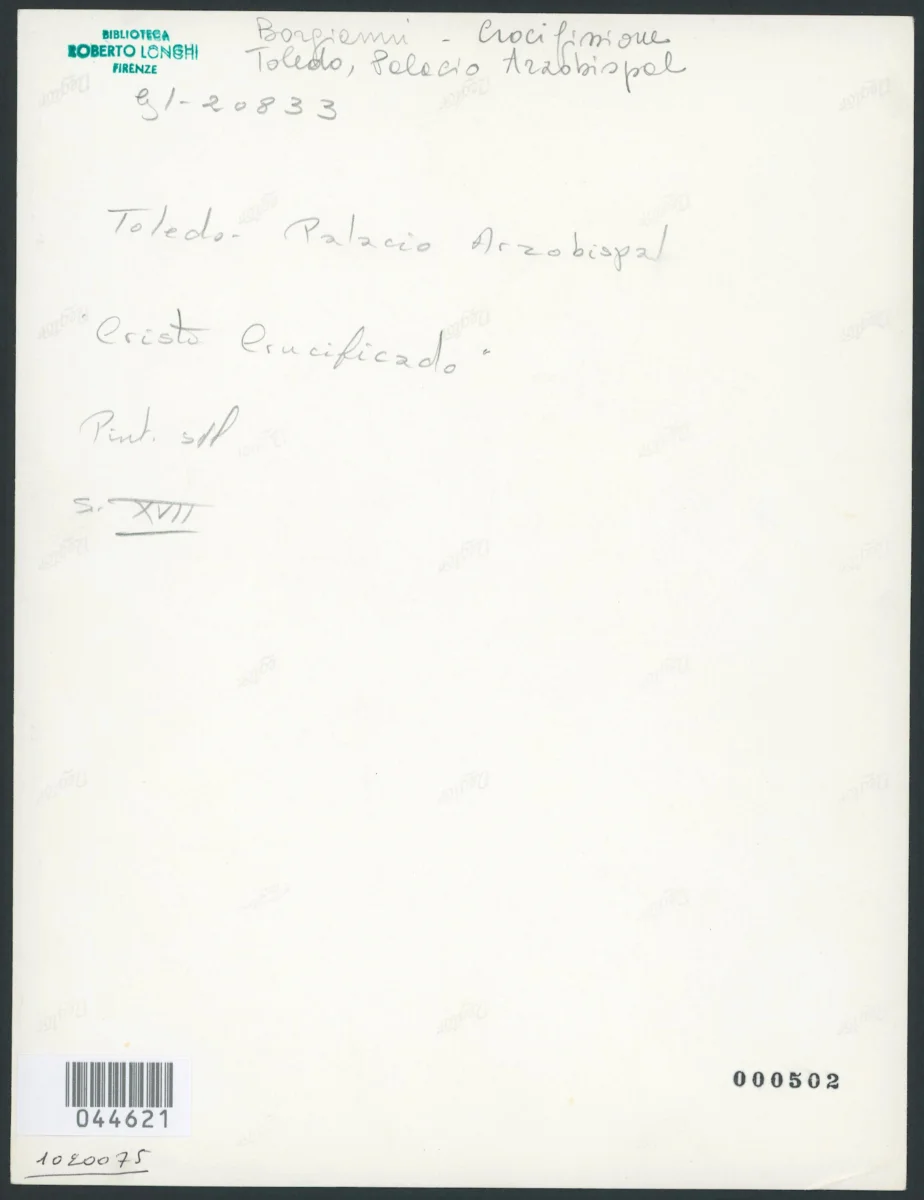 BIBLIOTECA
ROBERTO LONGHI
FIRENZE
Borgianni - Crocifissione
Toledo, Palacio Arzobispal
G1-20833
Toledo - Palacio Arzobispal
"Cristo Crucificado"
Pint. s/l
S. XVII
044621
1020075
000502